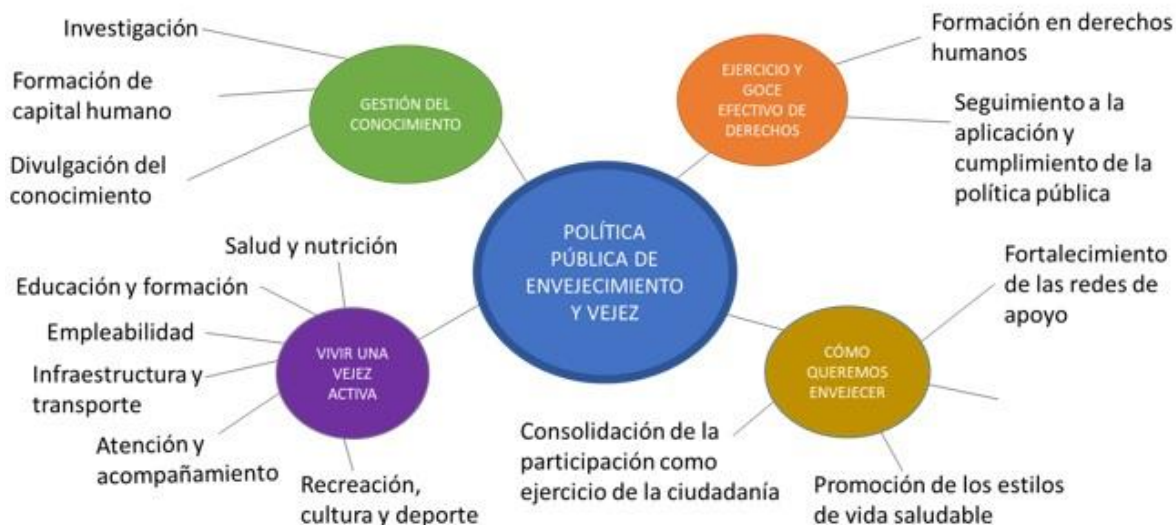 Investigación
Formación de
capital humano
Divulgación del
conocimiento
GESTIÓN DEL
CONOCIMIENTO
EJERCICIO Y
GOCE
EFECTIVO DE
DERECHOS
Formación en derechos
humanos
Seguimiento a la
aplicación y
cumplimiento de la
política pública
POLÍTICA
PÚBLICA DE
ENVEJECIMIENTO
Y VEJEZ
Salud y nutrición
Educación y formación
Empleabilidad
Infraestructura y
transporte
Atención y
acompañamiento
Recreación,
cultura y deporte
VIVIR UNA
VEJEZ
ACTIVA
CÓMO
QUEREMOS
ENVEJECER
Fortalecimiento
de las redes de
apoyo
Consolidación de la
participación como
ejercicio de la ciudadanía
Promoción de los estilos
de vida saludable